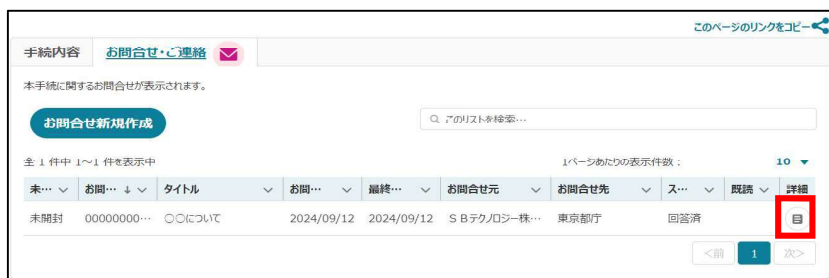 このページのリンクをコピー
手続内容 お問合せ・ご連絡
本手続に関するお問合せが表示されます。
お問合せ新規作成 このリストを検索…
全 1 件中 1～1 件を表示中 1ページあたりの表示件数： 10
未… お問… ↓ タイトル お問… 最終… お問合せ元 お問合せ先 ス… 既読 詳細
未開封 00000000… 〇〇について 2024/09/12 2024/09/12 ＳＢテクノロジー株… 東京都庁 回答済
<前 1 次>